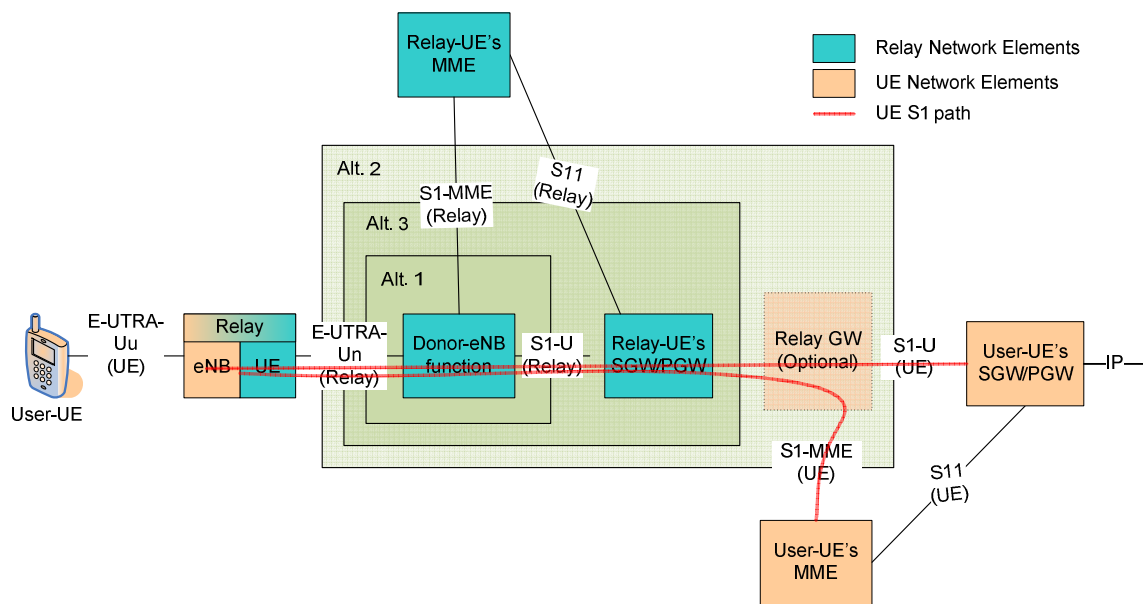 Relay-UE's
MME
Relay Network Elements
UE Network Elements
UE S1 path
Alt. 2
S11
(Relay)
S1-MME
(Relay)
Alt. 3
Alt. 1
E-UTRA-
Uu
(UE)
Relay
eNB
UE
E-UTRA-
Un
(Relay)
Donor-eNB
function
S1-U
(Relay)
Relay-UE's
SGW/PGW
Relay GW
(Optional)
S1-U
(UE)
User-UE's
SGW/PGW
IP
User-UE
S1-MME
(UE)
S11
(UE)
User-UE's
MME